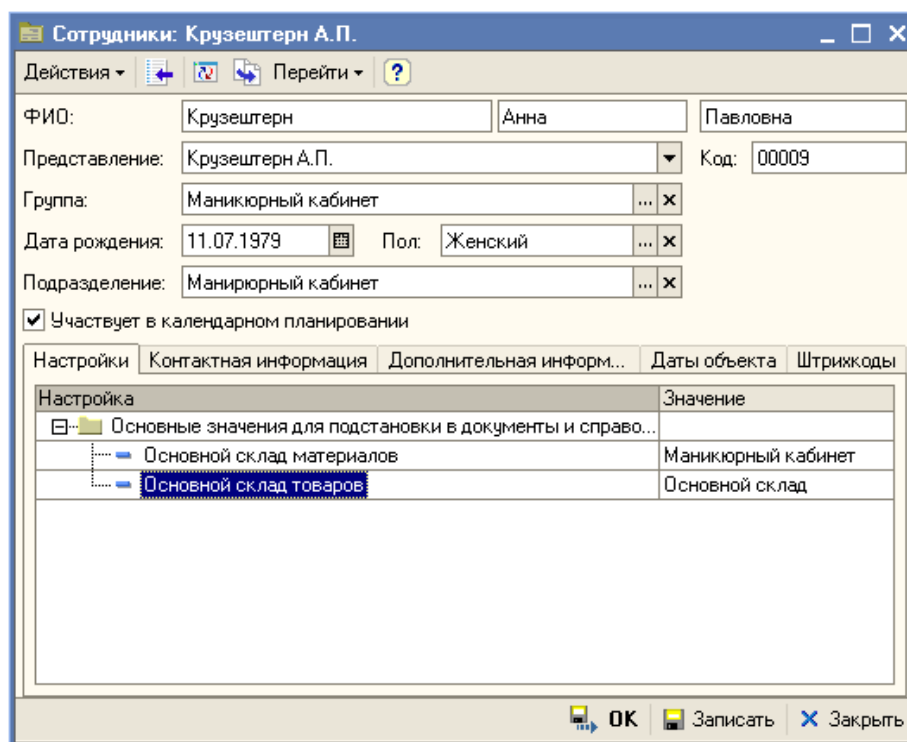 Сотрудники: Крузештерн А.П.
Действия Перейти ?
ФИО: Крузештерн Анна Павловна
Представление: Крузештерн А.П. Код: 00009
Группа: Маникюрный кабинет ...
Дата рождения: 11.07.1979 Пол: Женский ...
Подразделение: Манирюрный кабинет ...
Участвует в календарном планировании
Настройки Контактная информация Дополнительная информ... Даты объекта Штрихкоды
Настройка Значение
Основные значения для подстановки в документы и справо...
Основной склад материалов Маникюрный кабинет
Основной склад товаров Основной склад
OK Записать Закрыть